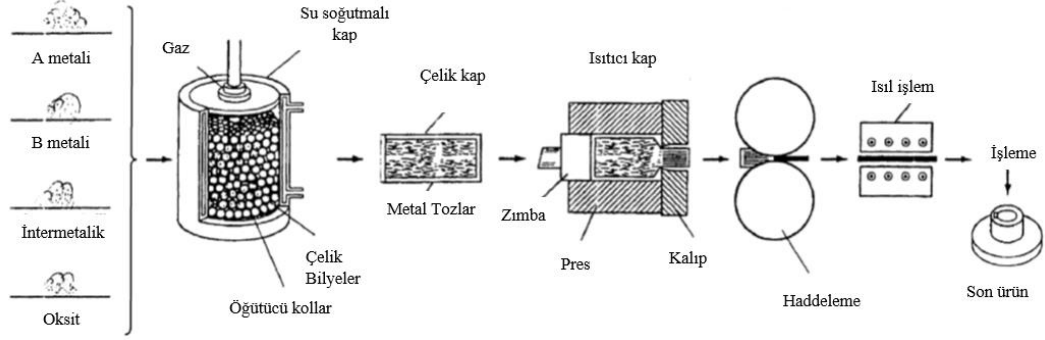 A metali
B metali
İntermetalik
Oksit
Su soğutmalı
kap
Gaz
Çelik
Bilyeler
Öğütücü kollar
Çelik kap
Metal Tozlar
Isıtıcı kap
Zımba
Pres
Kalıp
Haddeleme
Isıl işlem
İşleme
Son ürün